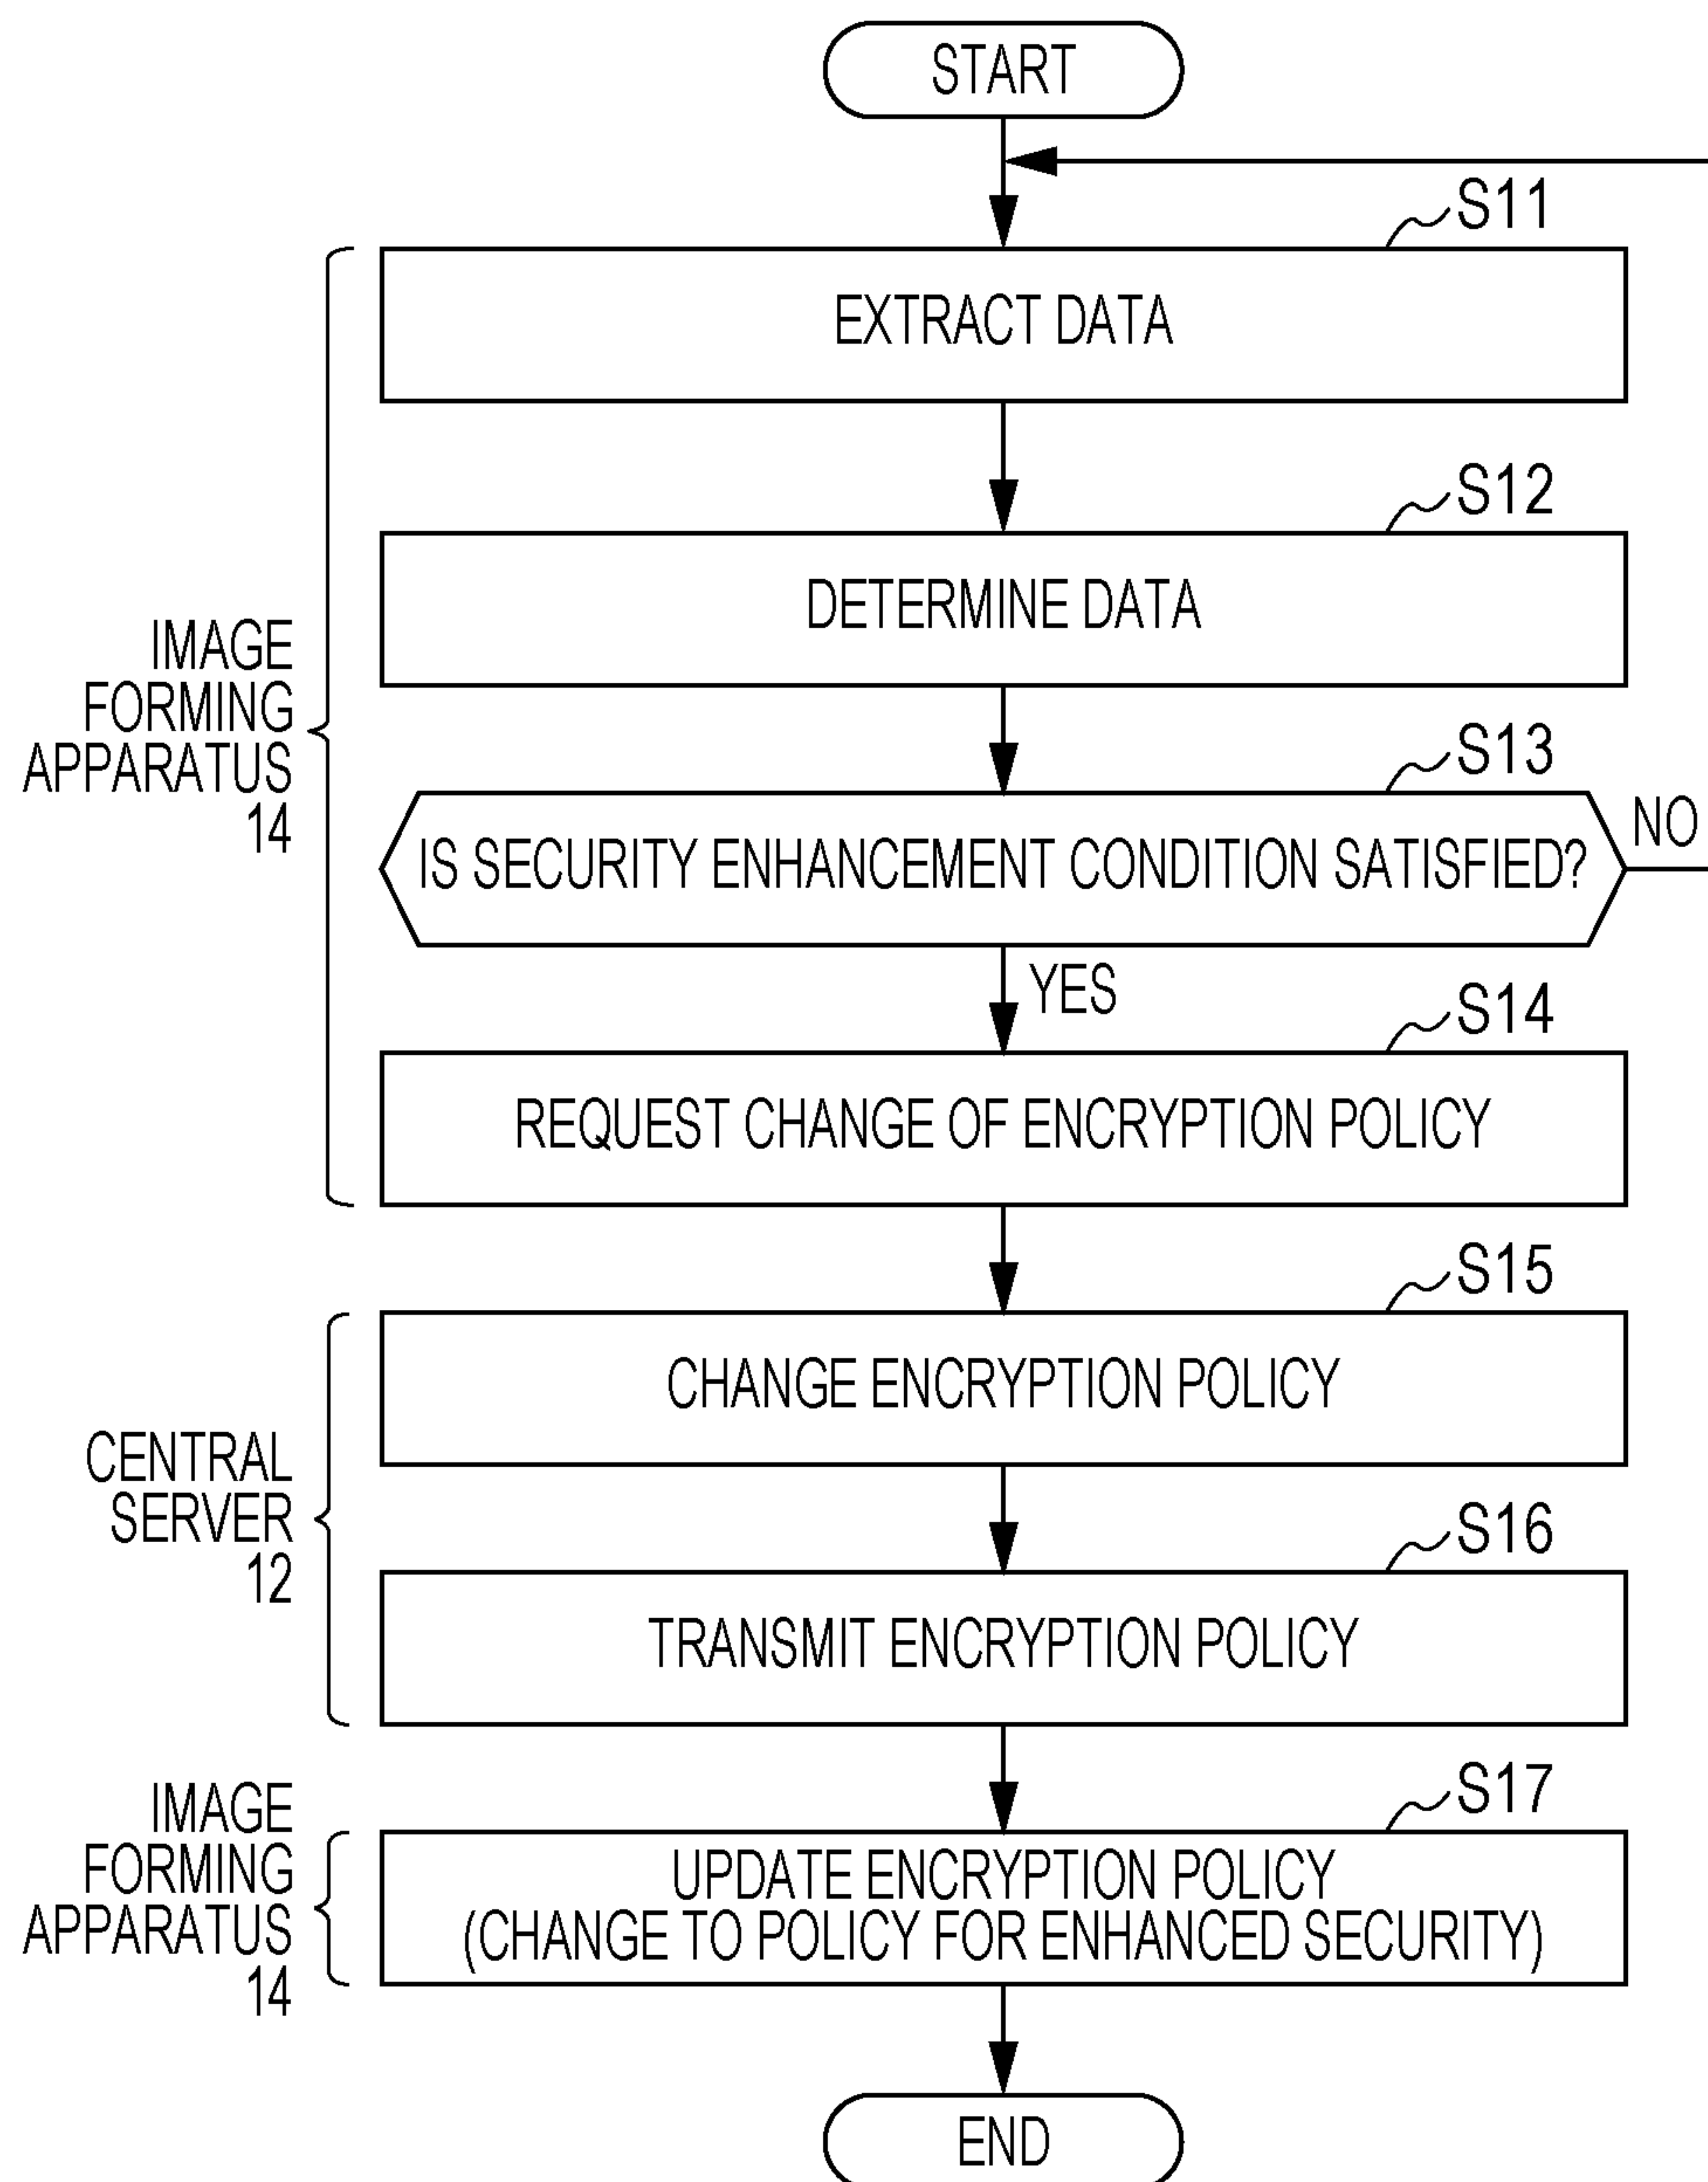 START
S11
EXTRACT DATA
S12
DETERMINE DATA
IMAGE
FORMING
APPARATUS
14
S13
IS SECURITY ENHANCEMENT CONDITION SATISFIED?
NO
YES
S14
REQUEST CHANGE OF ENCRYPTION POLICY
S15
CHANGE ENCRYPTION POLICY
CENTRAL
SERVER
12
S16
TRANSMIT ENCRYPTION POLICY
IMAGE
FORMING
APPARATUS
14
S17
UPDATE ENCRYPTION POLICY
(CHANGE TO POLICY FOR ENHANCED SECURITY)
END